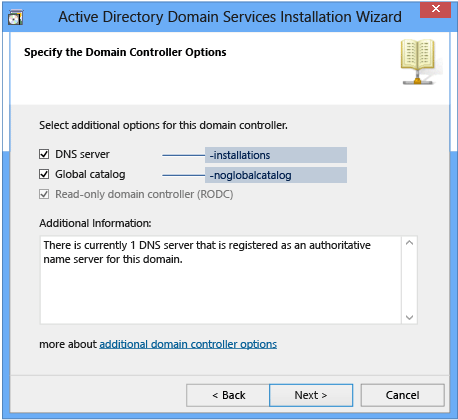 Active Directory Domain Services Installation Wizard
Specify the Domain Controller Options
Select additional options for this domain controller.
DNS server -installations
Global catalog -noglobalcatalog
Read-only domain controller (RODC)
Additional Information:
There is currently 1 DNS server that is registered as an authoritative
name server for this domain.
more about additional domain controller options
< Back Next > Cancel